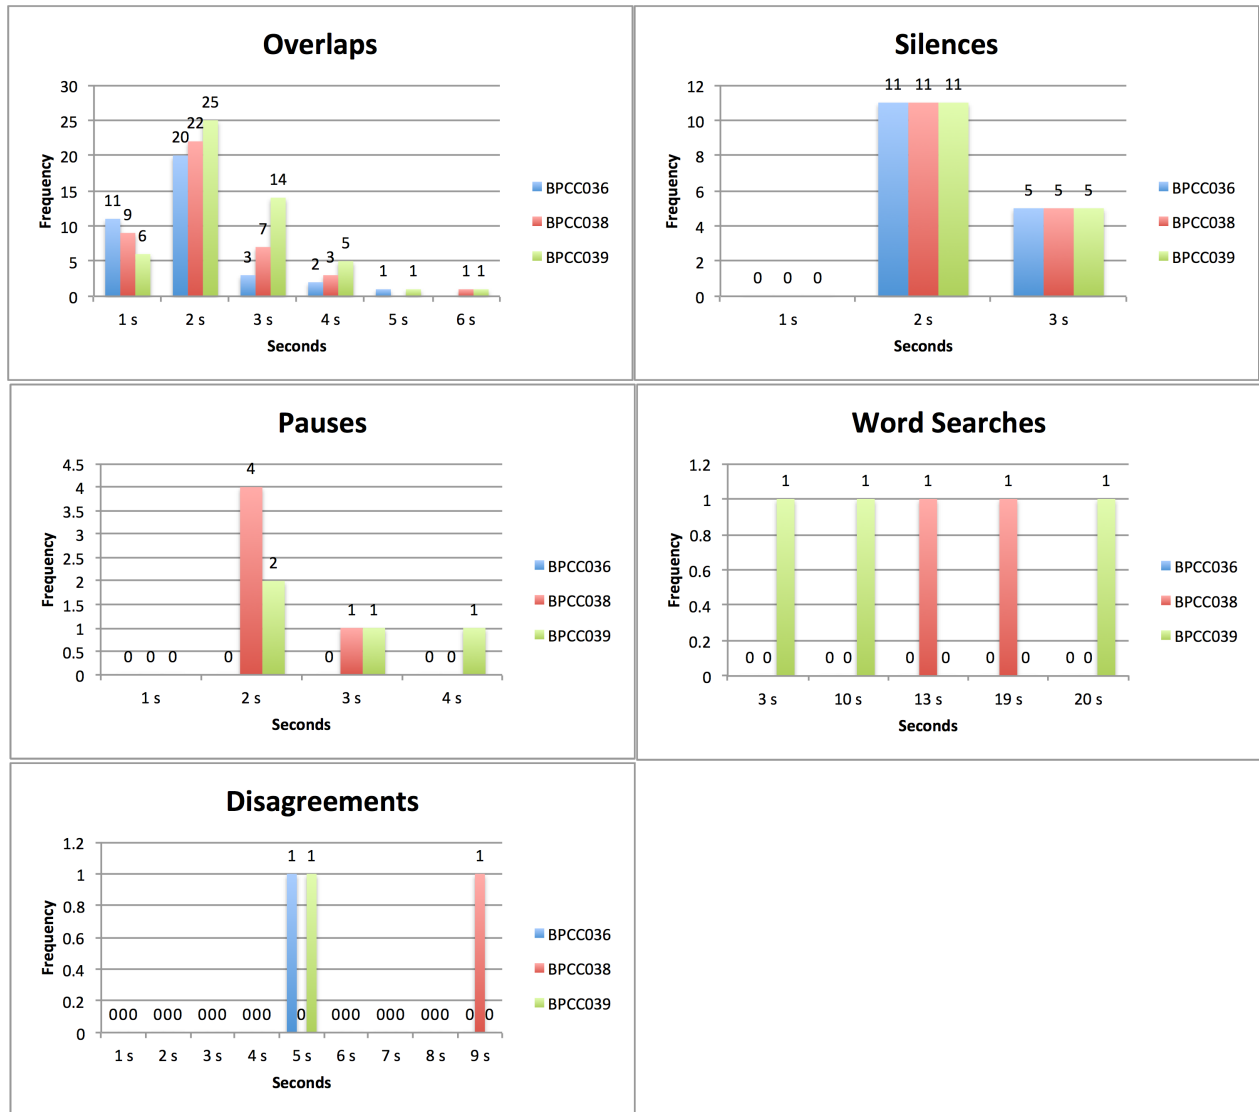 Overlaps
30
25
20
15
10
5
0
Frequency
11 9 6
20 22 25
3 7 14
2 3 5
1 1
1 1
1 s 2 s 3 s 4 s 5 s 6 s
Seconds
BPCC036
BPCC038
BPCC039
Silences
12
10
8
6
4
2
0
Frequency
0 0 0
11 11 11
5 5 5
1 s 2 s 3 s
Seconds
BPCC036
BPCC038
BPCC039
Pauses
4.5
4
3.5
3
2.5
2
1.5
1
0.5
0
Frequency
0 0 0
0 4 2
0 1 1
0 0 1
1 s 2 s 3 s 4 s
Seconds
BPCC036
BPCC038
BPCC039
Word Searches
1.2
1
0.8
0.6
0.4
0.2
0
Frequency
0 0 1
0 0 1
0 1 0
0 1 0
0 0 1
3 s 10 s 13 s 19 s 20 s
Seconds
BPCC036
BPCC038
BPCC039
Disagreements
1.2
1
0.8
0.6
0.4
0.2
0
Frequency
000
000
000
000
1 0 1
000
000
000
0 1 0
1 s 2 s 3 s 4 s 5 s 6 s 7 s 8 s 9 s
Seconds
BPCC036
BPCC038
BPCC039